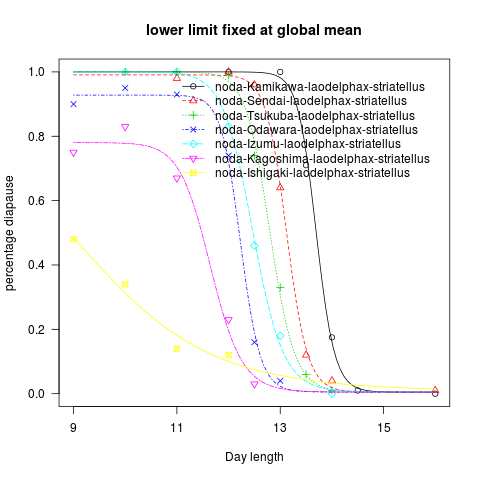 lower limit fixed at global mean
percentage diapause
1.0
0.8
0.6
0.4
0.2
0.0
noda-Kamikawa-laodelphax-striatellus
noda-Sendai-laodelphax-striatellus
noda-Tsukuba-laodelphax-striatellus
noda-Odawara-laodelphax-striatellus
noda-Izumu-laodelphax-striatellus
noda-Kagoshima-laodelphax-striatellus
noda-Ishigaki-laodelphax-striatellus
9 11 13 15
Day length